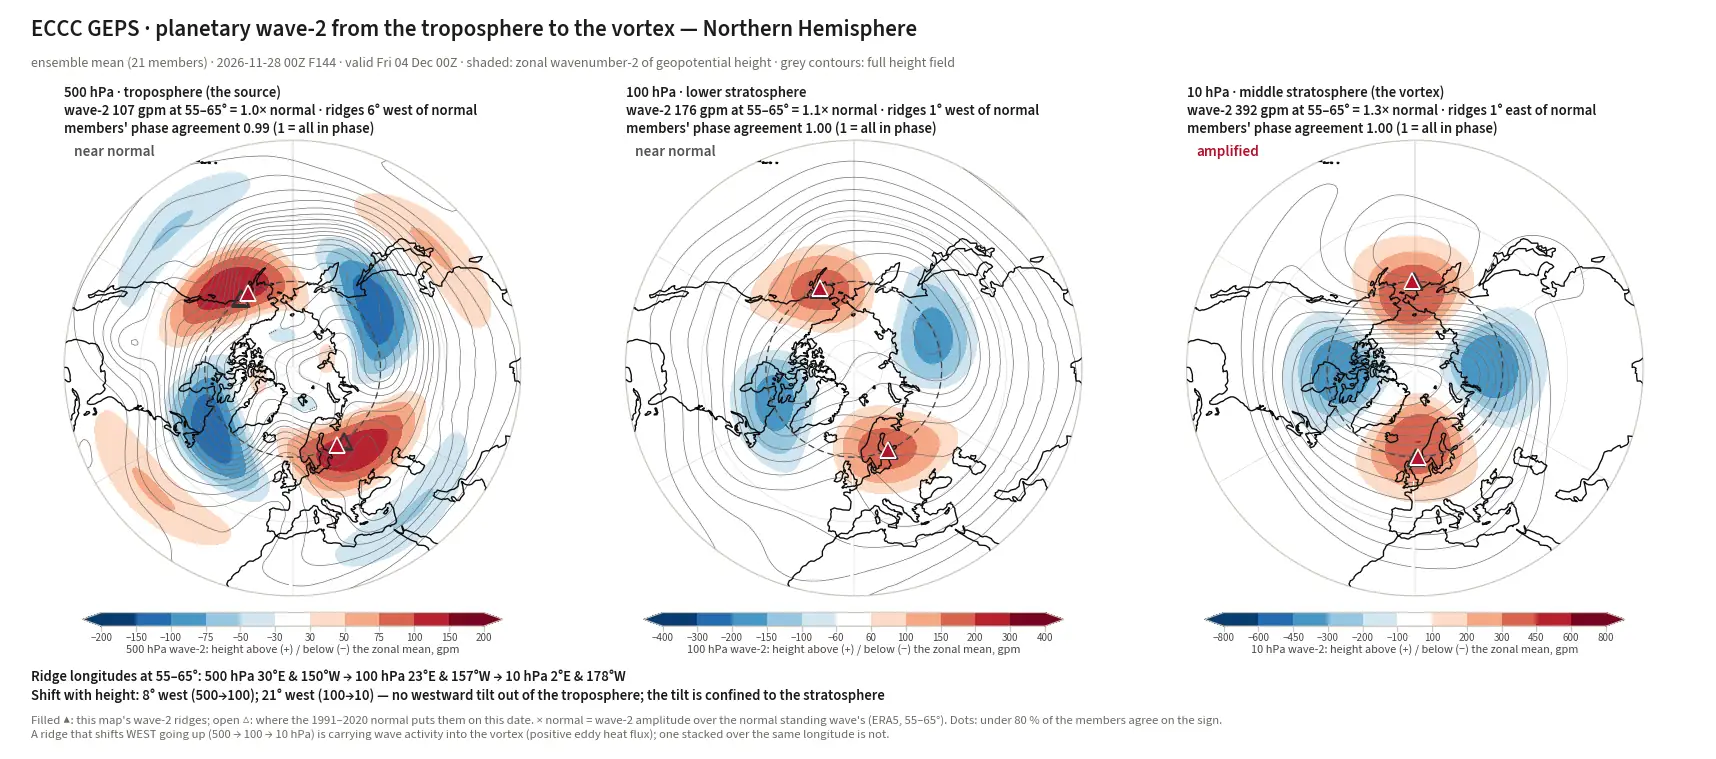 ECCC GEPS · planetary wave-2 from the troposphere to the vortex — Northern Hemisphere
ensemble mean (21 members) · 2026-11-28 00Z F144 · valid Fri 04 Dec 00Z · shaded: zonal wavenumber-2 of geopotential height · grey contours: full height field
500 hPa · troposphere (the source)
wave-2 107 gpm at 55–65° = 1.0× normal · ridges 6° west of normal
members' phase agreement 0.99 (1 = all in phase)
near normal
100 hPa · lower stratosphere
wave-2 176 gpm at 55–65° = 1.1× normal · ridges 1° west of normal
members' phase agreement 1.00 (1 = all in phase)
near normal
10 hPa · middle stratosphere (the vortex)
wave-2 392 gpm at 55–65° = 1.3× normal · ridges 1° east of normal
members' phase agreement 1.00 (1 = all in phase)
amplified
−200 −150 −100 −75 −50 −30 30 50 75 100 150 200
500 hPa wave-2: height above (+) / below (−) the zonal mean, gpm
−400 −300 −200 −150 −100 −60 60 100 150 200 300 400
100 hPa wave-2: height above (+) / below (−) the zonal mean, gpm
−800 −600 −450 −300 −200 −100 100 200 300 450 600 800
10 hPa wave-2: height above (+) / below (−) the zonal mean, gpm
Ridge longitudes at 55–65°: 500 hPa 30°E & 150°W → 100 hPa 23°E & 157°W → 10 hPa 2°E & 178°W
Shift with height: 8° west (500→100); 21° west (100→10) — no westward tilt out of the troposphere; the tilt is confined to the stratosphere
Filled ▲: this map's wave-2 ridges; open △: where the 1991–2020 normal puts them on this date. × normal = wave-2 amplitude over the normal standing wave's (ERA5, 55–65°). Dots: under 80 % of the members agree on the sign.
A ridge that shifts WEST going up (500 → 100 → 10 hPa) is carrying wave activity into the vortex (positive eddy heat flux); one stacked over the same longitude is not.